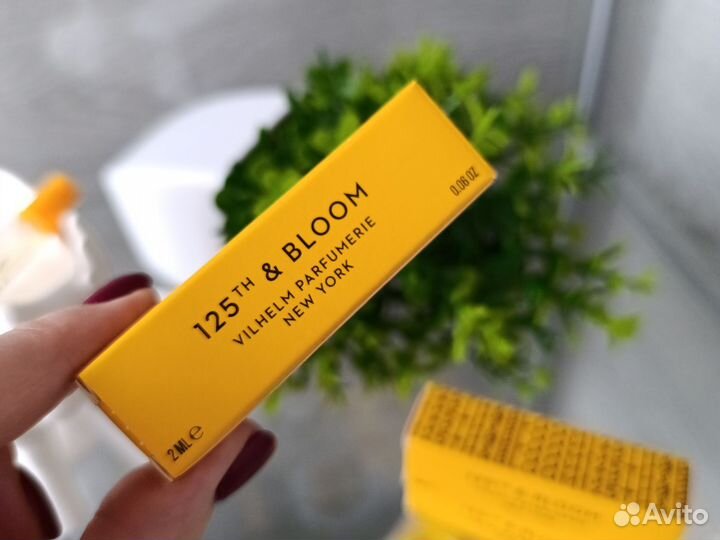 125TH & BLOOM
VILHELM PARFUMERIE
NEW YORK
0.06 OZ
2 ML ℮
Avito